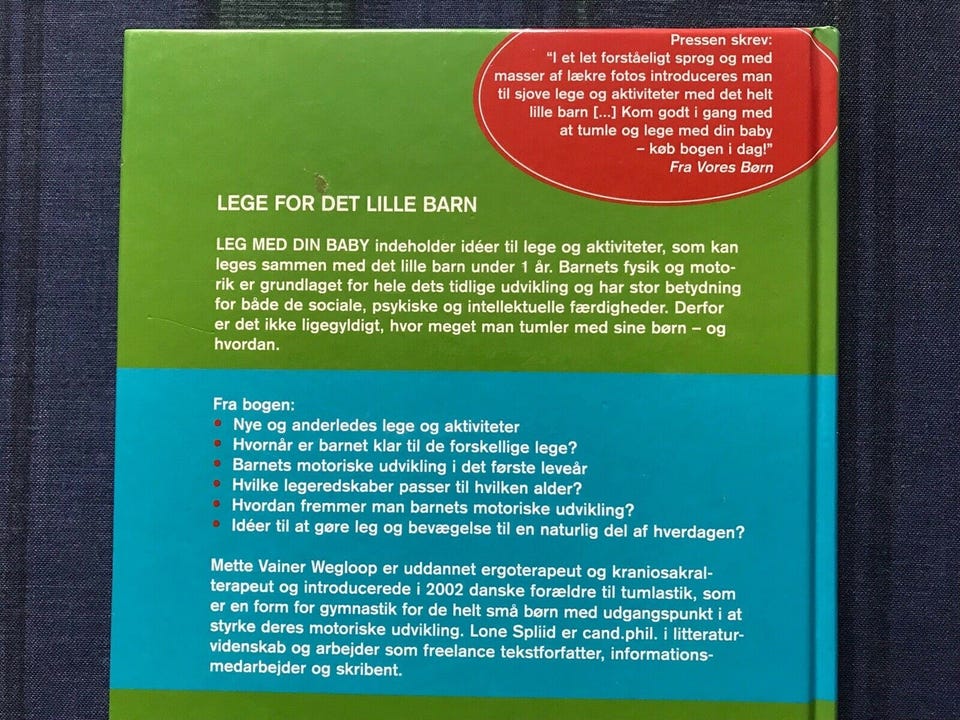 Pressen skrev:
“I et let forståeligt sprog og med
masser af lækre fotos introduceres man
til sjove lege og aktiviteter med det helt
lille barn [...] Kom godt i gang med
at tumle og lege med din baby
– køb bogen i dag!”
Fra Vores Børn
LEGE FOR DET LILLE BARN
LEG MED DIN BABY indeholder idéer til lege og aktiviteter, som kan
leges sammen med det lille barn under 1 år. Barnets fysik og moto-
rik er grundlaget for hele dets tidlige udvikling og har stor betydning
for både de sociale, psykiske og intellektuelle færdigheder. Derfor
er det ikke ligegyldigt, hvor meget man tumler med sine børn – og
hvordan.
Fra bogen:
• Nye og anderledes lege og aktiviteter
• Hvornår er barnet klar til de forskellige lege?
• Barnets motoriske udvikling i det første leveår
• Hvilke legeredskaber passer til hvilken alder?
• Hvordan fremmer man barnets motoriske udvikling?
• Idéer til at gøre leg og bevægelse til en naturlig del af hverdagen?
Mette Vainer Wegloop er uddannet ergoterapeut og kraniosakral-
terapeut og introducerede i 2002 danske forældre til tumlastik, som
er en form for gymnastik for de helt små børn med udgangspunkt i at
styrke deres motoriske udvikling. Lone Spliid er cand.phil. i litteratur-
videnskab og arbejder som freelance tekstforfatter, informations-
medarbejder og skribent.